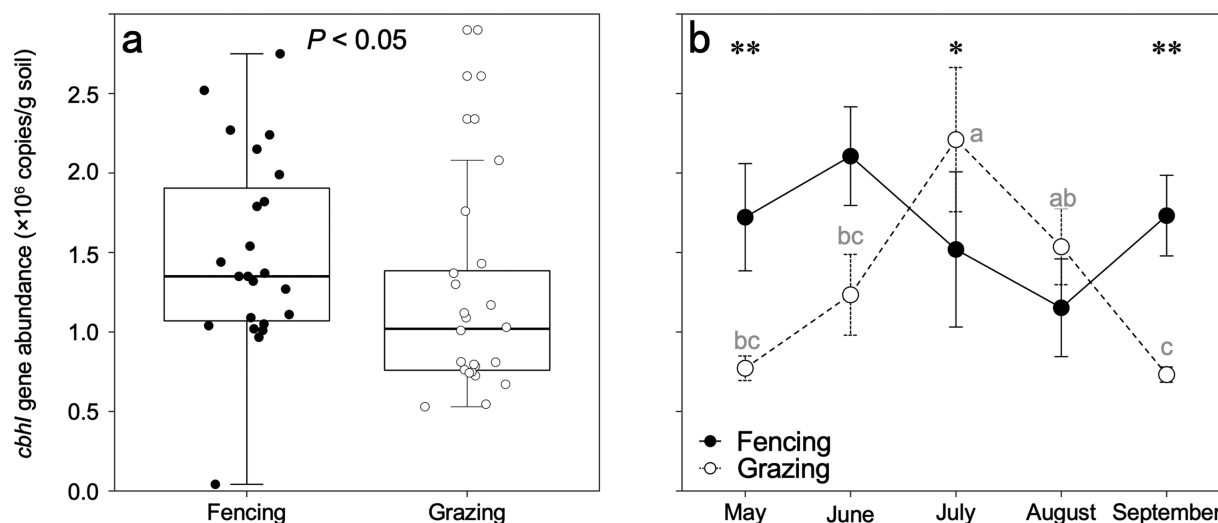 cbhI gene abundance (×10⁶ copies/g soil)
a
P < 0.05
2.5
2.0
1.5
1.0
0.5
0.0
Fencing
Grazing
b
**
*
**
a
ab
bc
bc
c
Fencing
Grazing
May
June
July
August
September